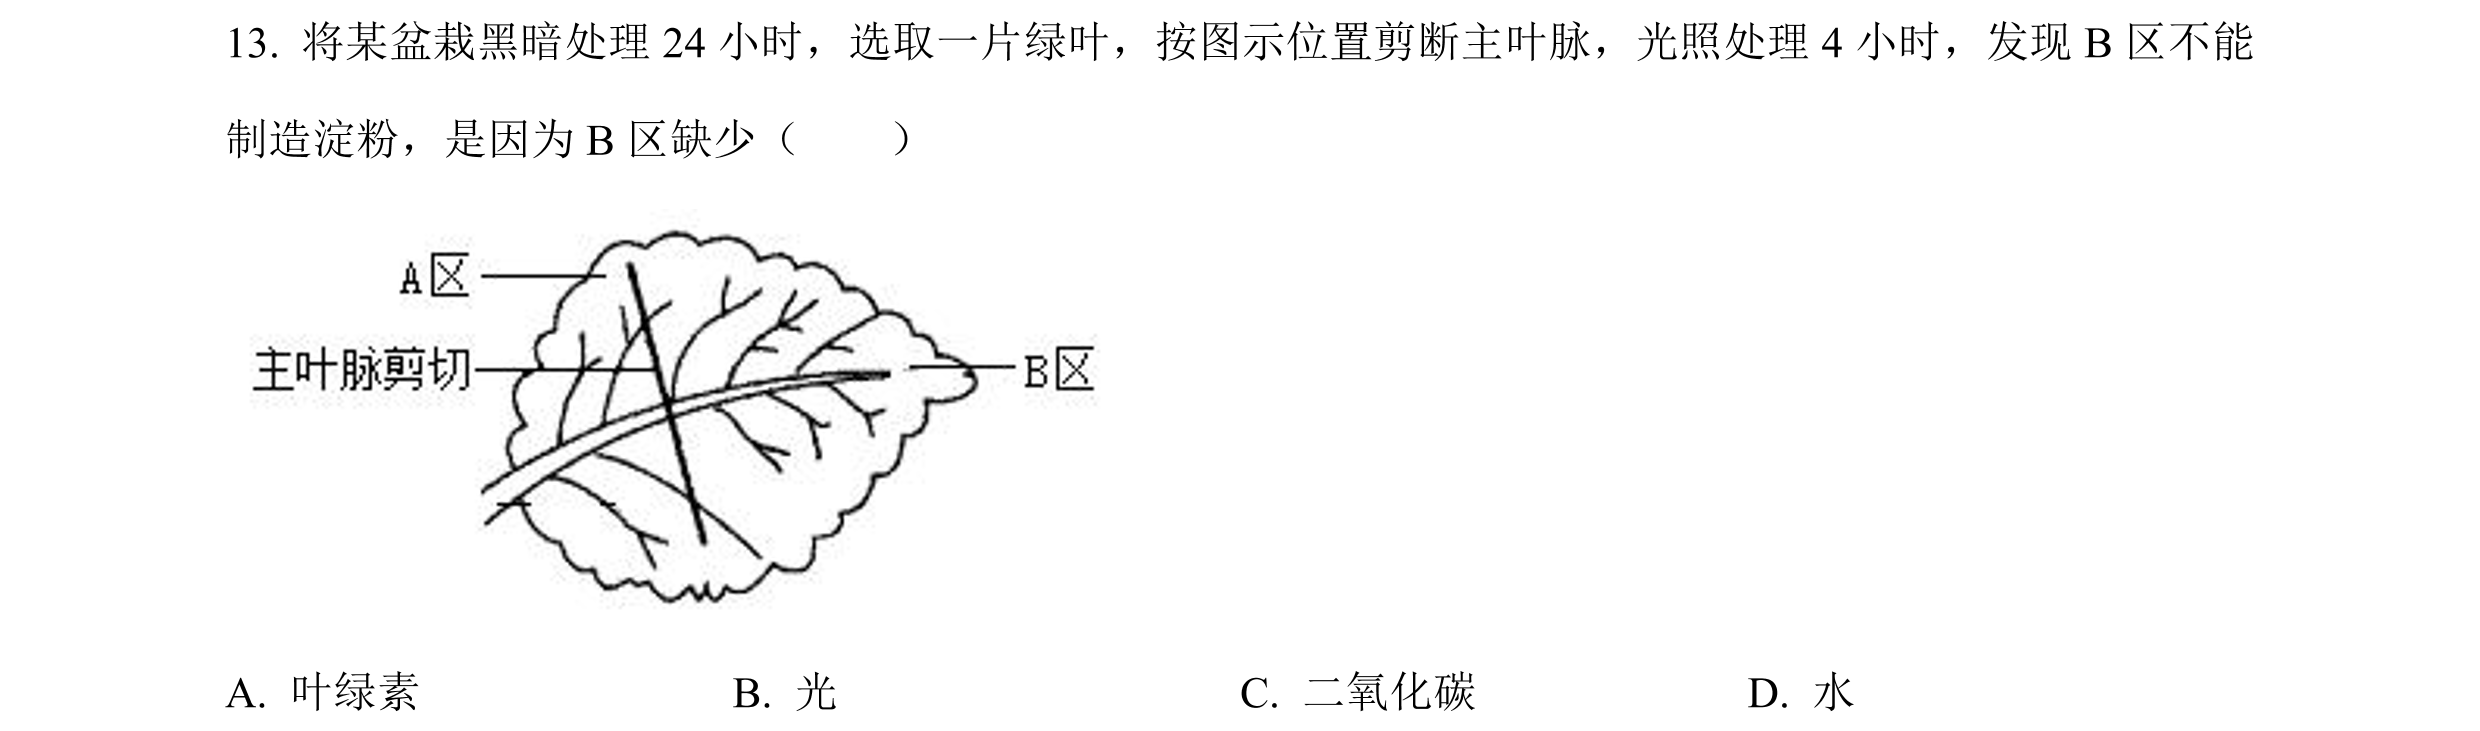 13. 将某盆栽黑暗处理 24 小时，选取一片绿叶，按图示位置剪断主叶脉，光照处理 4 小时，发现 B 区不能
制造淀粉，是因为 B 区缺少（　　）
A区
主叶脉剪切
B区
A. 叶绿素 B. 光 C. 二氧化碳 D. 水